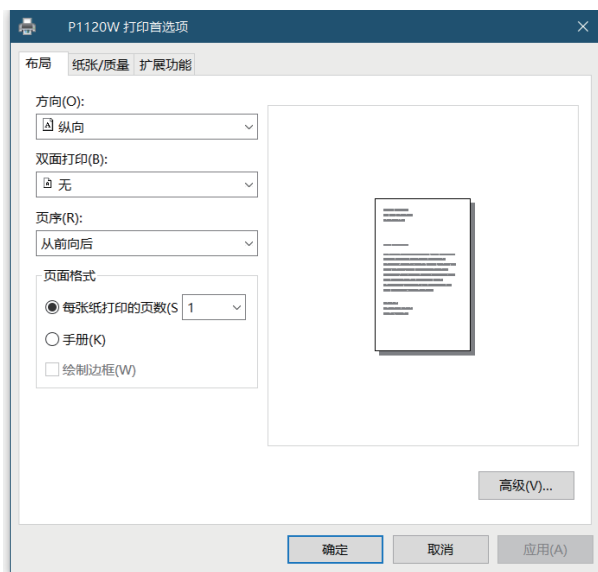 P1120W 打印首选项
布局 纸张/质量 扩展功能
方向(O):
纵向
双面打印(B):
无
页序(R):
从前向后
页面格式
每张纸打印的页数(S 1
手册(K)
绘制边框(W)
高级(V)...
确定 取消 应用(A)